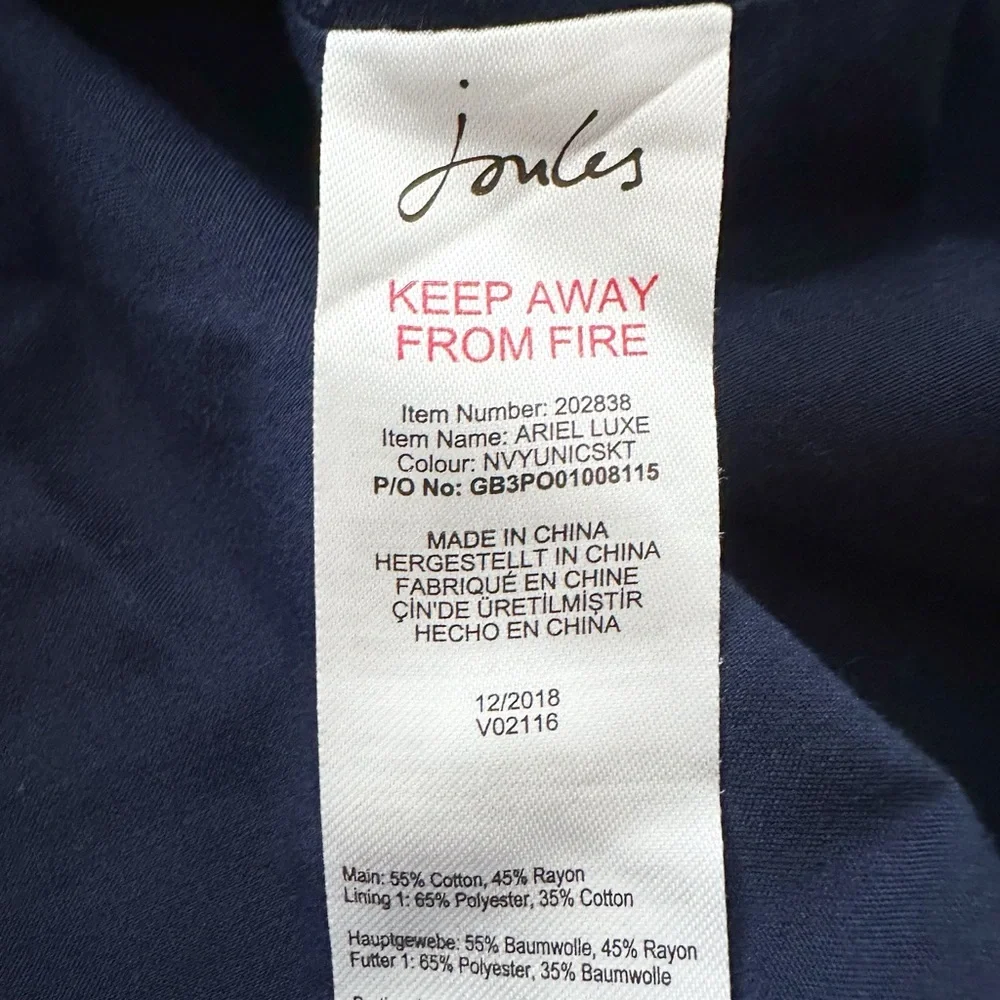 joules
KEEP AWAY
FROM FIRE
Item Number: 202838
Item Name: ARIEL LUXE
Colour: NVYUNICSKT
P/O No: GB3PO01008115
MADE IN CHINA
HERGESTELLT IN CHINA
FABRIQUÉ EN CHINE
ÇİN'DE ÜRETİLMİŞTİR
HECHO EN CHINA
12/2018
V02116
Main: 55% Cotton, 45% Rayon
Lining 1: 65% Polyester, 35% Cotton
Hauptgewebe: 55% Baumwolle, 45% Rayon
Futter 1: 65% Polyester, 35% Baumwolle